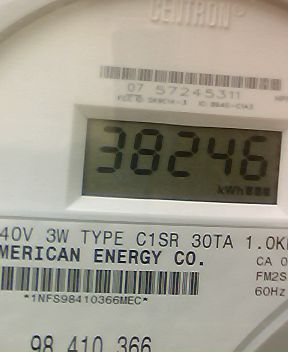 CENTRON®
07 57245311
38246
kWh
40V 3W TYPE C1SR 30TA 1.0K
MERICAN ENERGY CO.
CA 0
FM2S
60Hz
*1NFS98410366MEC*
98 410 366